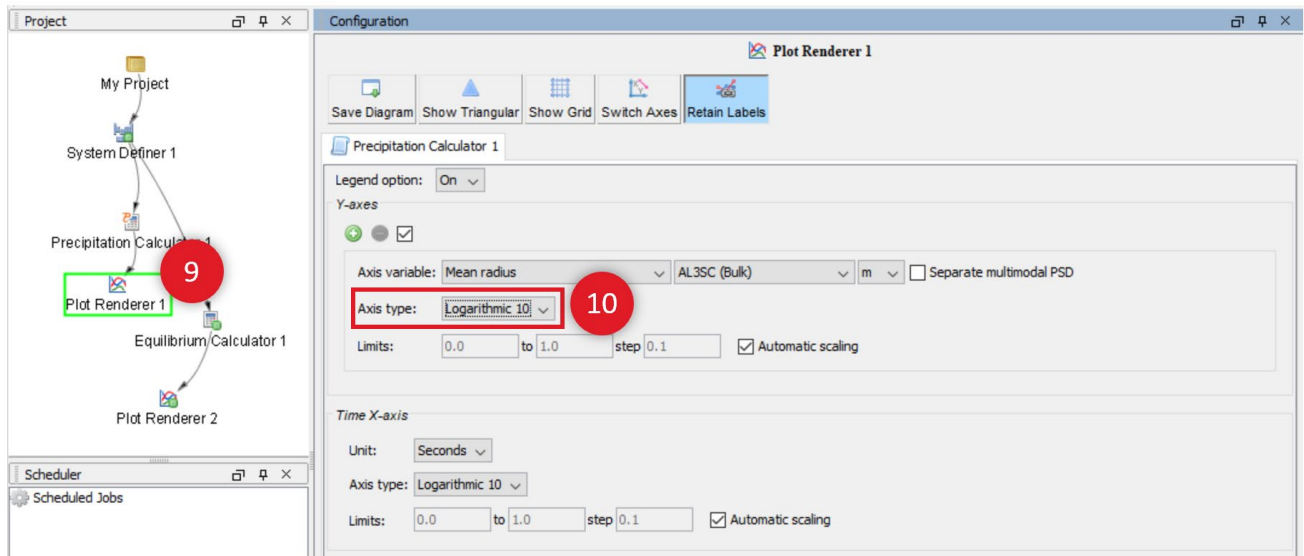 Project
My Project
System Definer 1
Precipitation Calculator 1
9
Plot Renderer 1
Equilibrium Calculator 1
Plot Renderer 2
Scheduler
Scheduled Jobs
Configuration
Plot Renderer 1
Save Diagram Show Triangular Show Grid Switch Axes Retain Labels
Precipitation Calculator 1
Legend option: On
Y-axes
Axis variable: Mean radius AL3SC (Bulk) m Separate multimodal PSD
Axis type: Logarithmic 10 10
Limits: 0.0 to 1.0 step 0.1 Automatic scaling
Time X-axis
Unit: Seconds
Axis type: Logarithmic 10
Limits: 0.0 to 1.0 step 0.1 Automatic scaling